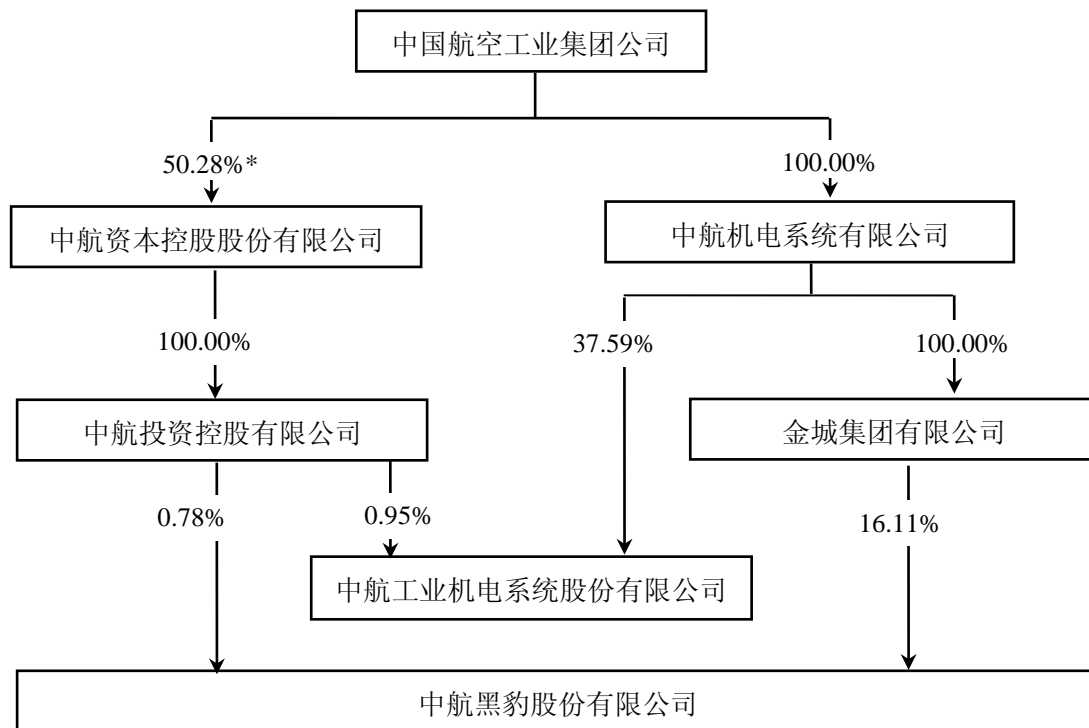 中国航空工业集团公司
50.28%*
100.00%
中航资本控股股份有限公司
中航机电系统有限公司
100.00%
37.59%
100.00%
中航投资控股有限公司
金城集团有限公司
0.78%
0.95%
16.11%
中航工业机电系统股份有限公司
中航黑豹股份有限公司